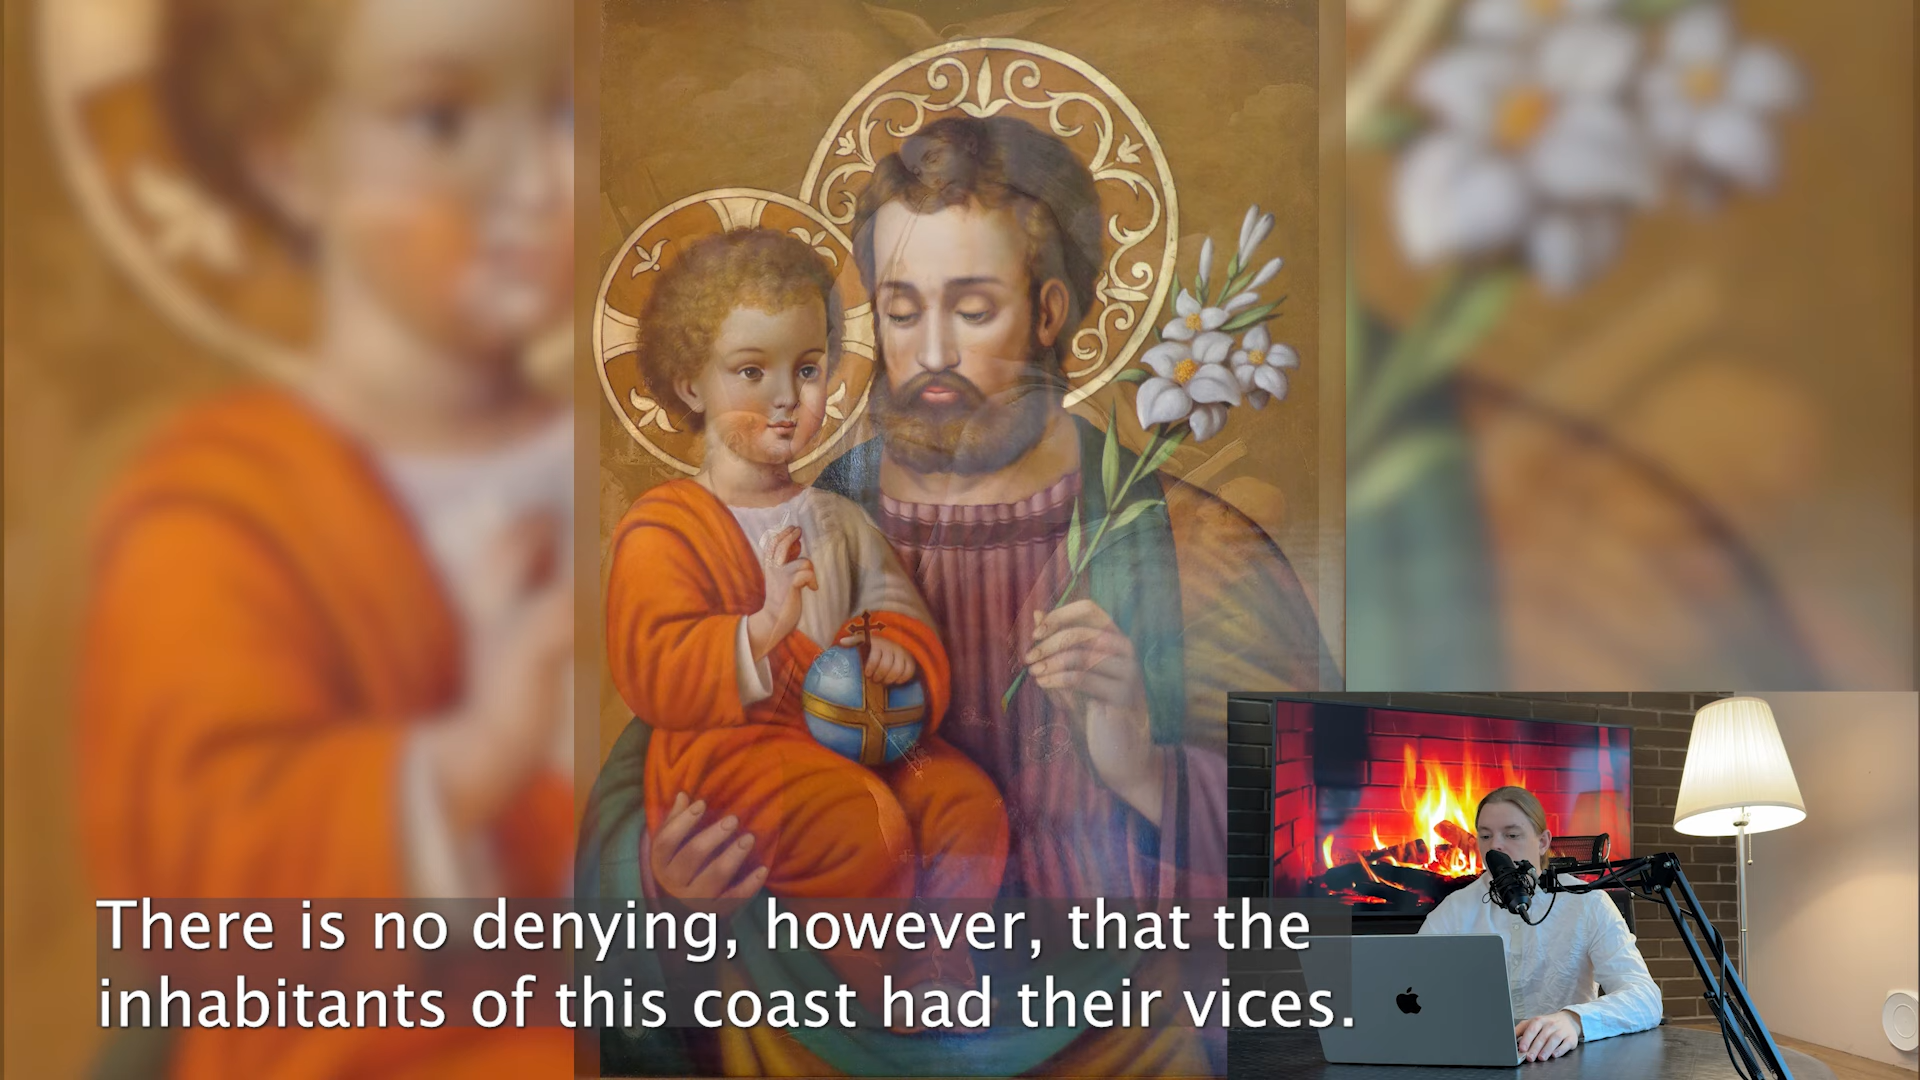 There is no denying, however, that the
inhabitants of this coast had their vices.